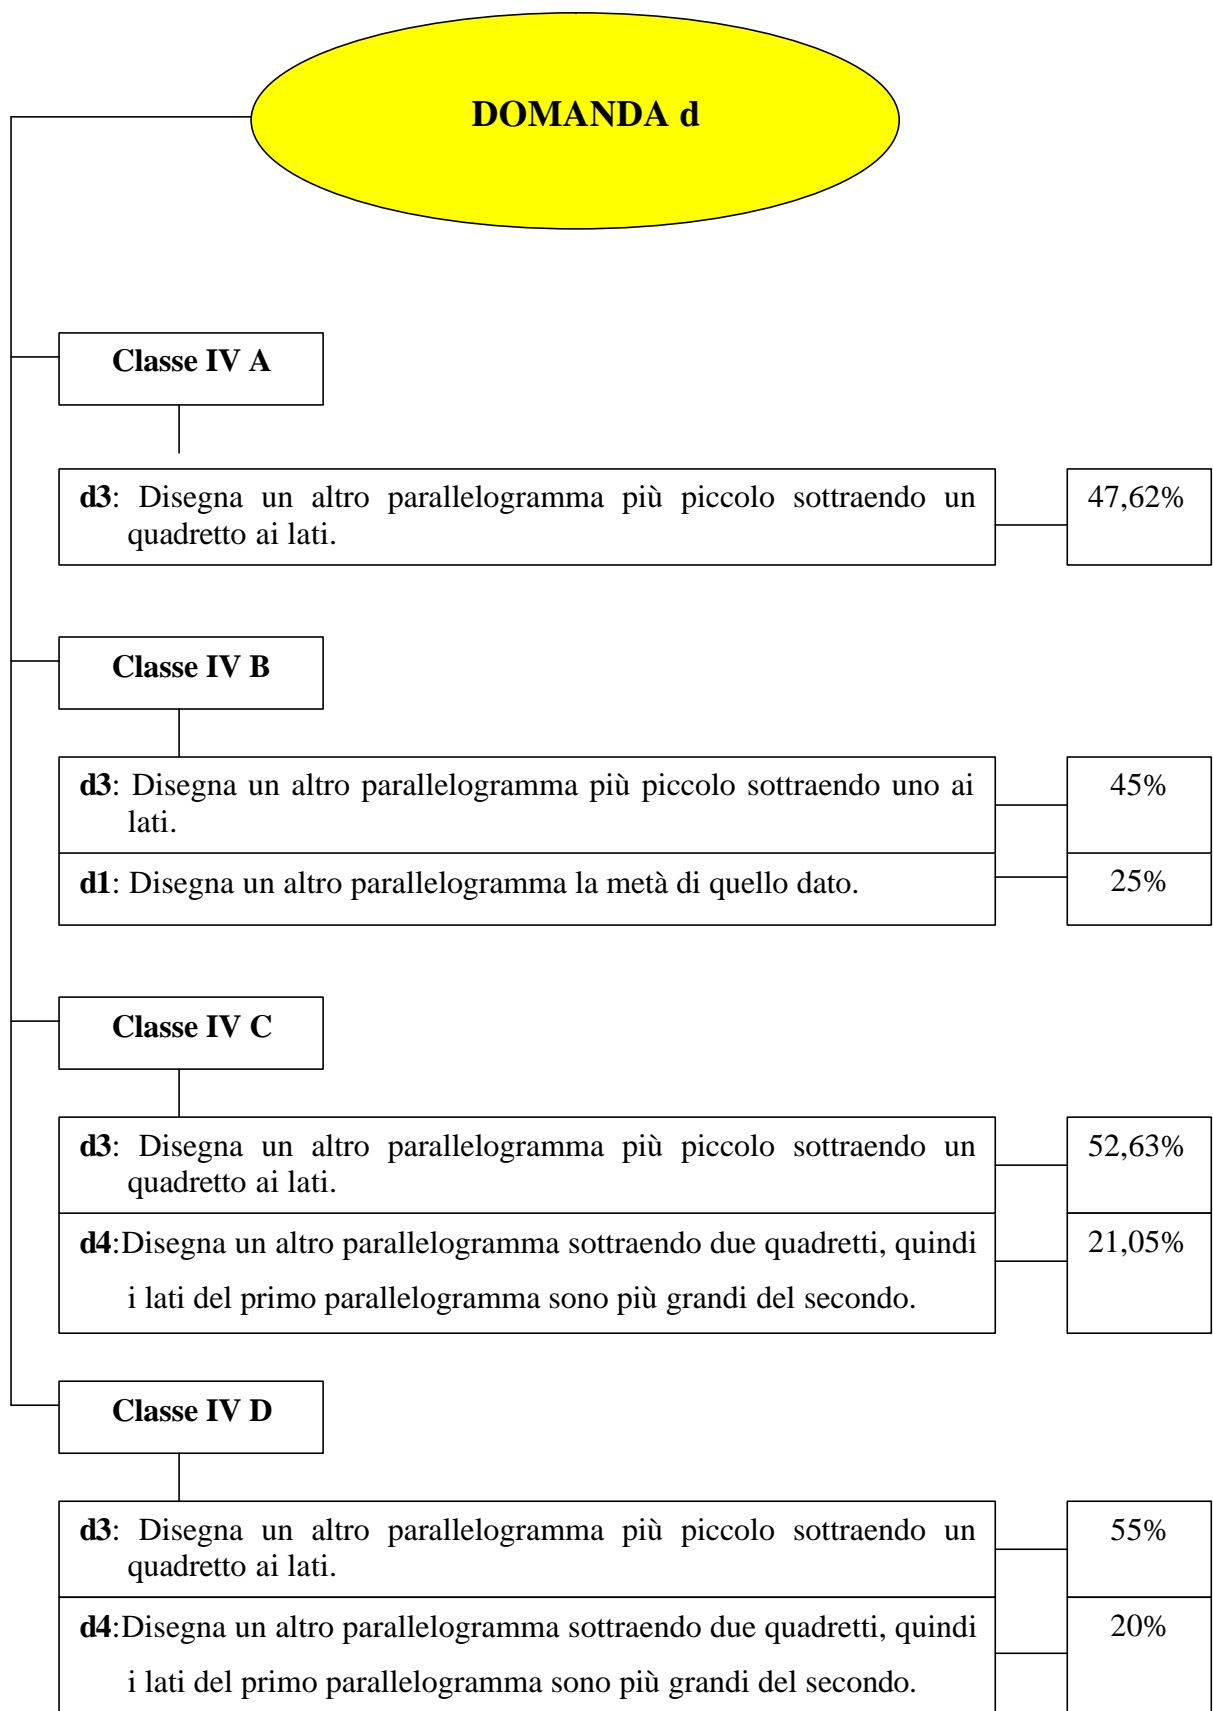 DOMANDA d
Classe IV A
d3: Disegna un altro parallelogramma più piccolo sottraendo un
quadretto ai lati.
47,62%
Classe IV B
d3: Disegna un altro parallelogramma più piccolo sottraendo uno ai
lati.
45%
d1: Disegna un altro parallelogramma la metà di quello dato.
25%
Classe IV C
d3: Disegna un altro parallelogramma più piccolo sottraendo un
quadretto ai lati.
52,63%
d4:Disegna un altro parallelogramma sottraendo due quadretti, quindi
i lati del primo parallelogramma sono più grandi del secondo.
21,05%
Classe IV D
d3: Disegna un altro parallelogramma più piccolo sottraendo un
quadretto ai lati.
55%
d4:Disegna un altro parallelogramma sottraendo due quadretti, quindi
i lati del primo parallelogramma sono più grandi del secondo.
20%